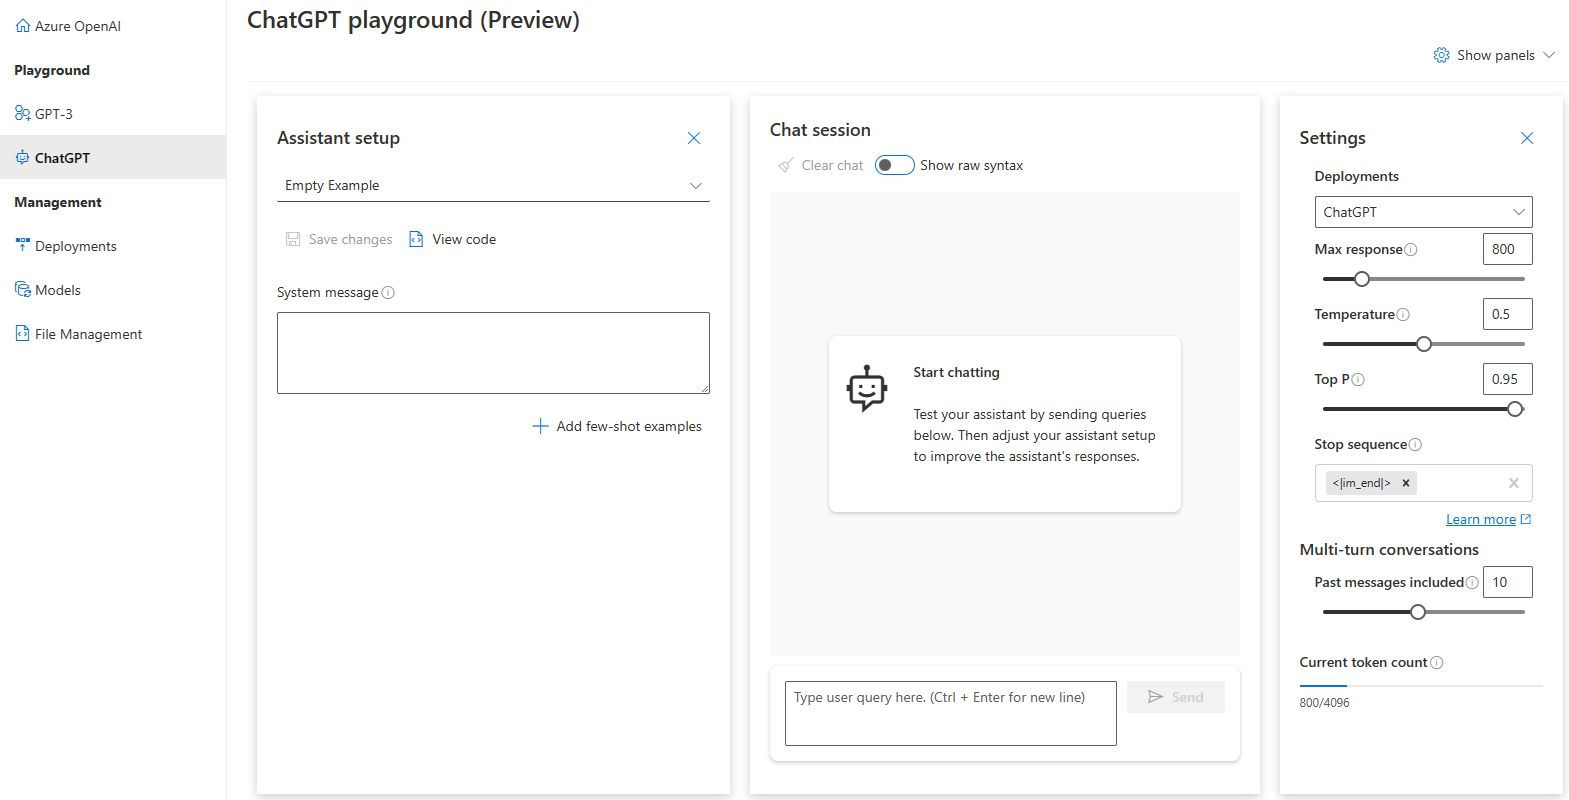 Azure OpenAI
Playground
GPT-3
ChatGPT
Management
Deployments
Models
File Management
ChatGPT playground (Preview)
Show panels
Assistant setup
Empty Example
Save changes
View code
System message
Add few-shot examples
Chat session
Clear chat
Show raw syntax
Start chatting
Test your assistant by sending queries
below. Then adjust your assistant setup
to improve the assistant's responses.
Type user query here. (Ctrl + Enter for new line)
Send
Settings
Deployments
ChatGPT
Max response
800
Temperature
0.5
Top P
0.95
Stop sequence
<|im_end|>
Learn more
Multi-turn conversations
Past messages included
10
Current token count
800/4096